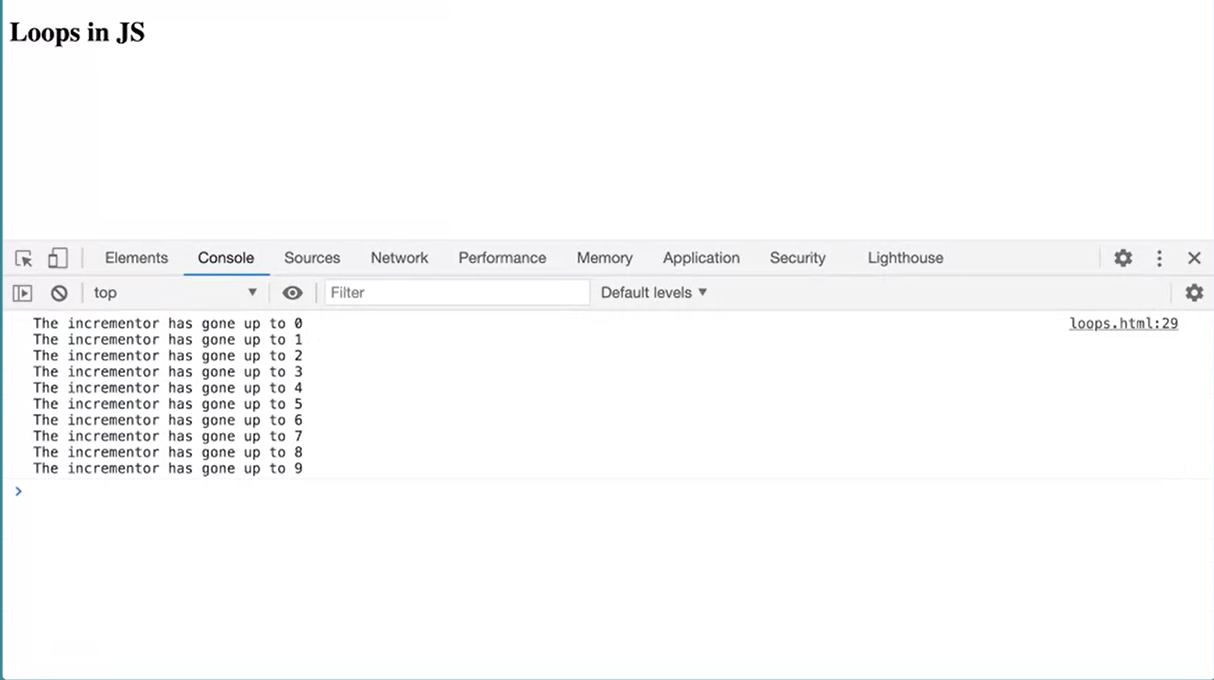 Loops in JS
Elements Console Sources Network Performance Memory Application Security Lighthouse
top Filter Default levels
The incrementor has gone up to 0 loops.html:29
The incrementor has gone up to 1
The incrementor has gone up to 2
The incrementor has gone up to 3
The incrementor has gone up to 4
The incrementor has gone up to 5
The incrementor has gone up to 6
The incrementor has gone up to 7
The incrementor has gone up to 8
The incrementor has gone up to 9